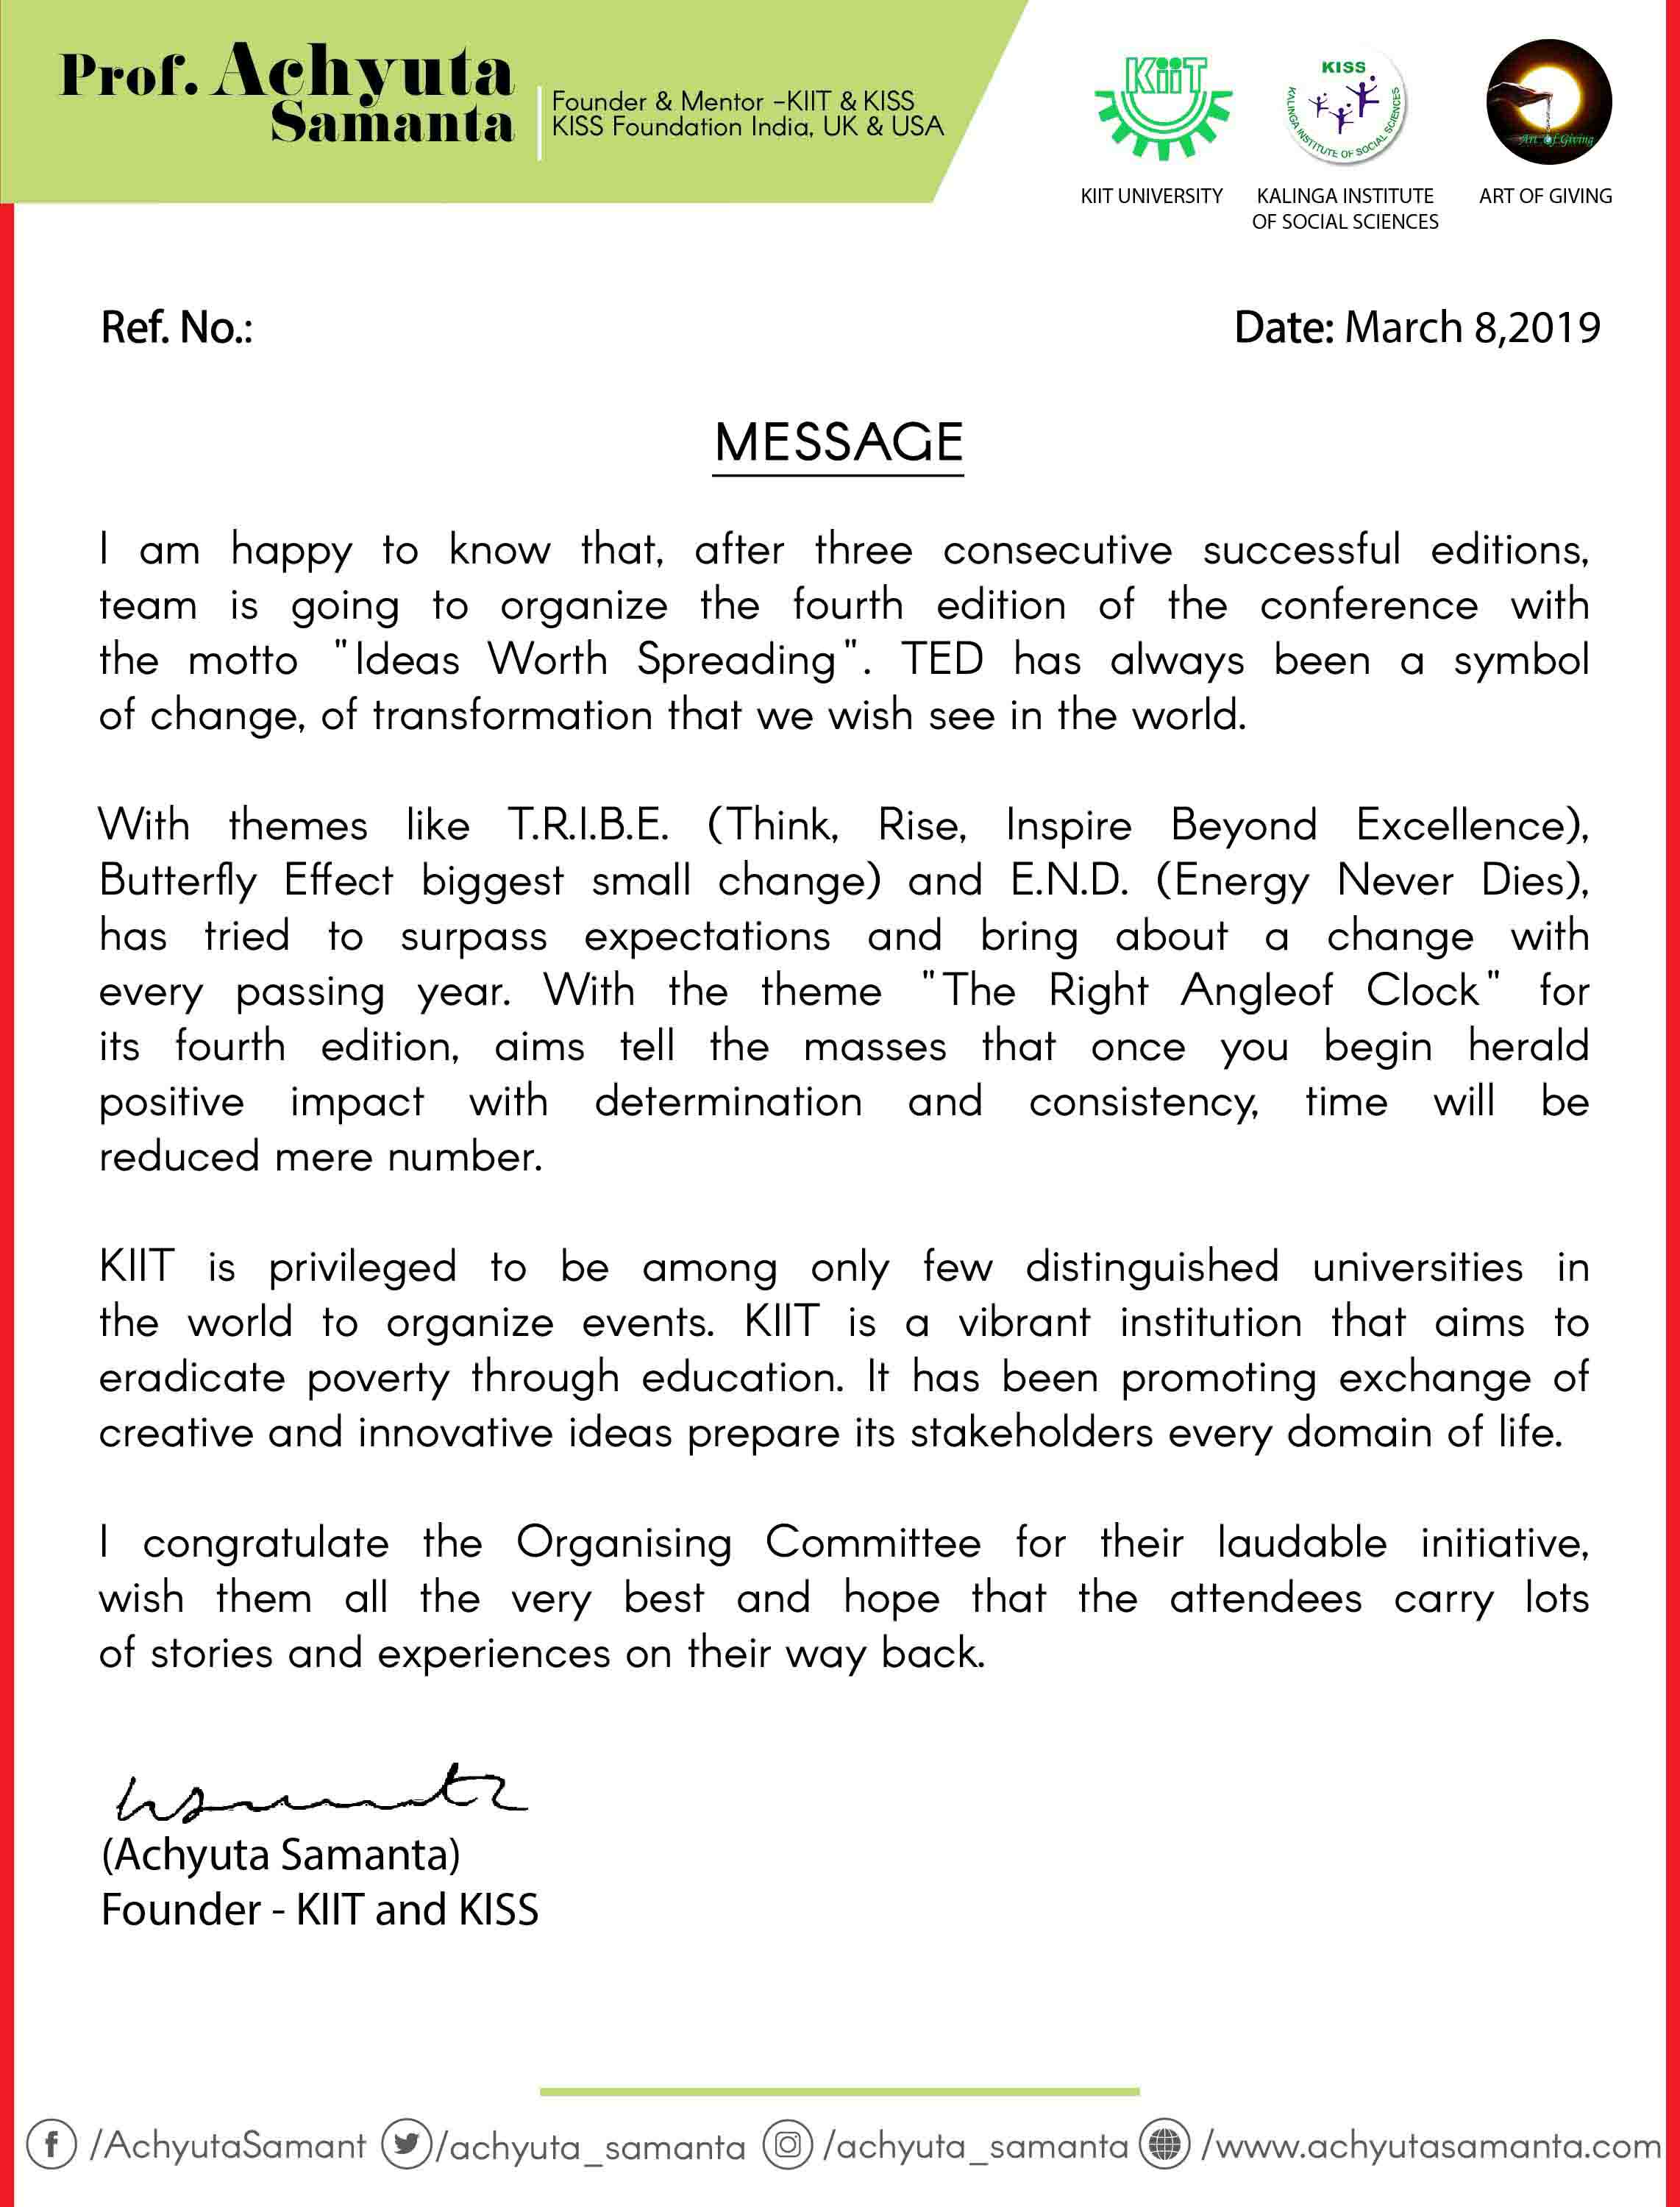 Prof. Achyuta
Samanta
Founder & Mentor -KIIT & KISS
KISS Foundation India, UK & USA
KiiT
KISS
KALINGA INSTITUTE OF SOCIAL SCIENCES
Art of Giving
KIIT UNIVERSITY
KALINGA INSTITUTE
OF SOCIAL SCIENCES
ART OF GIVING
Ref. No.:
Date: March 8,2019
MESSAGE
I am happy to know that, after three consecutive successful editions,
team is going to organize the fourth edition of the conference with
the motto "Ideas Worth Spreading". TED has always been a symbol
of change, of transformation that we wish see in the world.
With themes like T.R.I.B.E. (Think, Rise, Inspire Beyond Excellence),
Butterfly Effect biggest small change) and E.N.D. (Energy Never Dies),
has tried to surpass expectations and bring about a change with
every passing year. With the theme "The Right Angleof Clock" for
its fourth edition, aims tell the masses that once you begin herald
positive impact with determination and consistency, time will be
reduced mere number.
KIIT is privileged to be among only few distinguished universities in
the world to organize events. KIIT is a vibrant institution that aims to
eradicate poverty through education. It has been promoting exchange of
creative and innovative ideas prepare its stakeholders every domain of life.
I congratulate the Organising Committee for their laudable initiative,
wish them all the very best and hope that the attendees carry lots
of stories and experiences on their way back.
(Achyuta Samanta)
Founder - KIIT and KISS
/AchyutaSamant /achyuta_samanta /achyuta_samanta /www.achyutasamanta.com